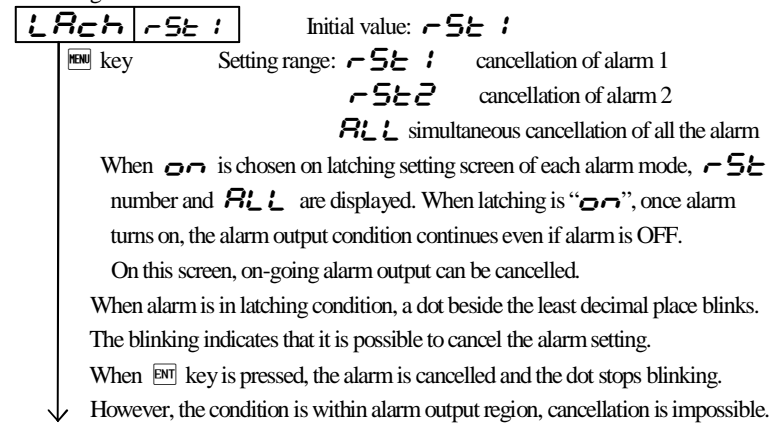 LAch rSt 1 Initial value: rSt 1
MENU key Setting range: rSt 1 cancellation of alarm 1
rSt2 cancellation of alarm 2
ALL simultaneous cancellation of all the alarm
When on is chosen on latching setting screen of each alarm mode, rSt
number and ALL are displayed. When latching is “on”, once alarm
turns on, the alarm output condition continues even if alarm is OFF.
On this screen, on-going alarm output can be cancelled.
When alarm is in latching condition, a dot beside the least decimal place blinks.
The blinking indicates that it is possible to cancel the alarm setting.
When ENT key is pressed, the alarm is cancelled and the dot stops blinking.
However, the condition is within alarm output region, cancellation is impossible.